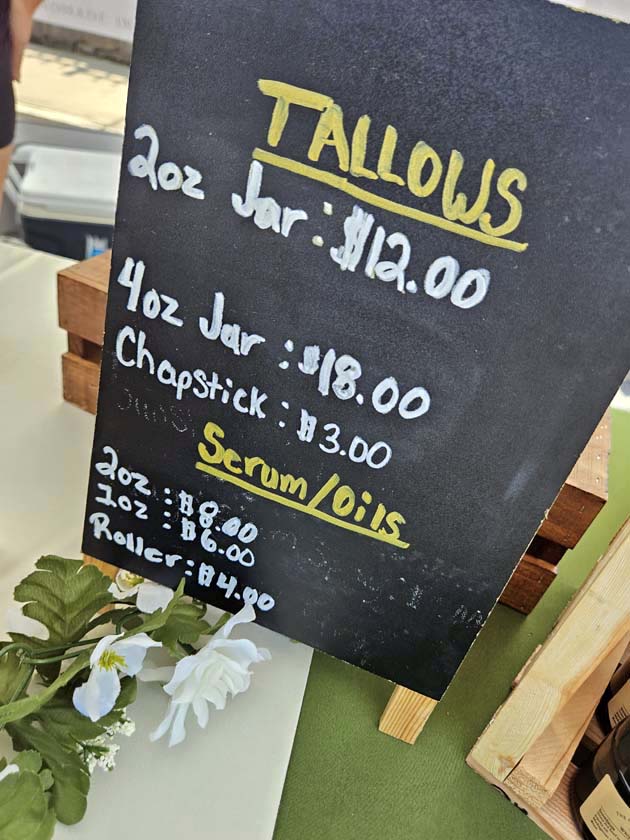 TALLOWS
2oz Jar: $12.00
4oz Jar: $18.00
Chapstick: $3.00
Serum/Oils
2oz: $8.00
1oz: $6.00
Roller: $4.00